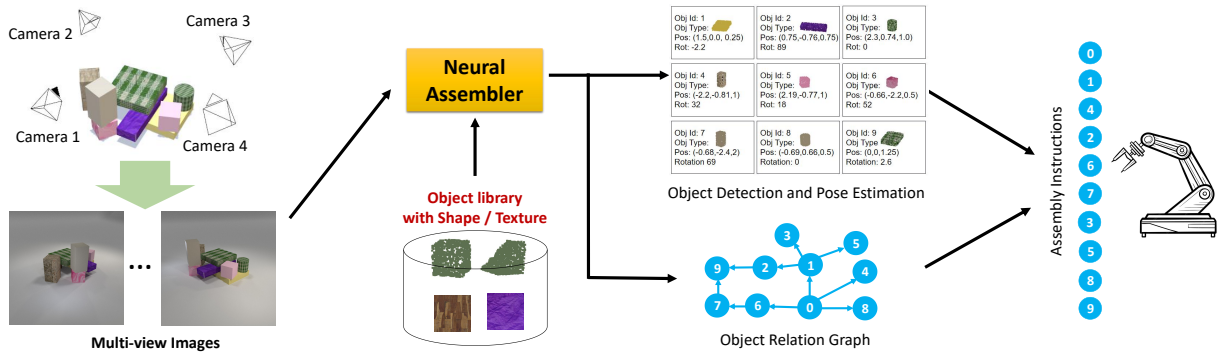 Camera 2
Camera 3
Camera 1
Camera 4
Multi-view Images
Neural
Assembler
Object library
with Shape / Texture
Obj Id: 1
Obj Type:
Pos: (1.5,0.0, 0.25)
Rot: -2.2
Obj Id: 2
Obj Type:
Pos: (0.75,-0.76,0.75)
Rot: 89
Obj Id: 3
Obj Type:
Pos: (2.3,0.74,1.0)
Rot: 0
Obj Id: 4
Obj Type:
Pos: (-2.2,-0.81,1)
Rot: 32
Obj Id: 5
Obj Type:
Pos: (2.19,-0.77,1)
Rot: 18
Obj Id: 6
Obj Type:
Pos: (-0.66,-2.2,0.5)
Rot: 52
Obj Id: 7
Obj Type:
Pos: (-0.68,-2.4,2)
Rotation 69
Obj Id: 8
Obj Type:
Pos: (-0.69,0.66,0.5)
Rotation: 0
Obj Id: 9
Obj Type:
Pos: (0,0,1.25)
Rotation: 2.6
Object Detection and Pose Estimation
3
5
9
2
1
4
7
6
0
8
Object Relation Graph
Assembly Instructions
0
1
4
2
6
7
3
5
8
9